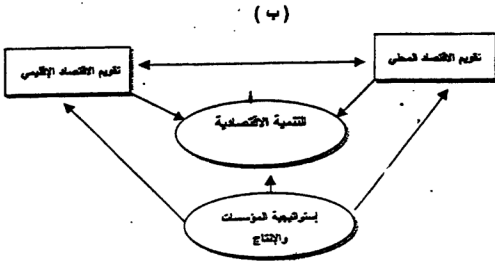 (ب)
تقويم الاقتصاد المحلي
تقويم الاقتصاد الإقليمي
التنمية الاقتصادية
إستراتيجية المؤسسات
والإنتاج